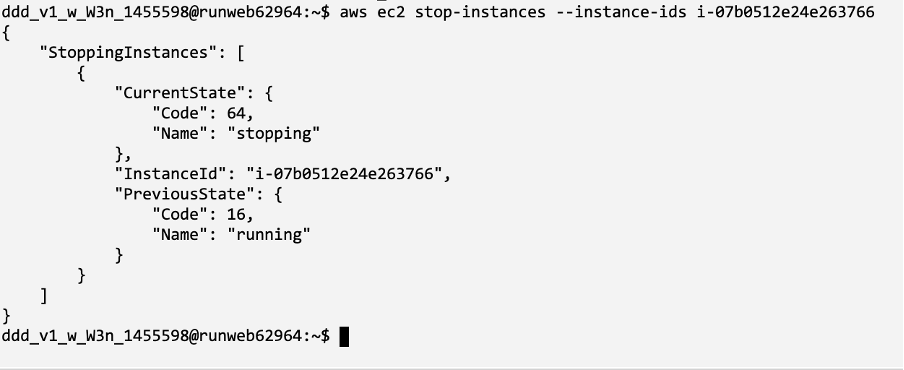 ddd_v1_w_W3n_1455598@runweb62964:~$ aws ec2 stop-instances --instance-ids i-07b0512e24e263766
{
    "StoppingInstances": [
        {
            "CurrentState": {
                "Code": 64,
                "Name": "stopping"
            },
            "InstanceId": "i-07b0512e24e263766",
            "PreviousState": {
                "Code": 16,
                "Name": "running"
            }
        }
    ]
}
ddd_v1_w_W3n_1455598@runweb62964:~$